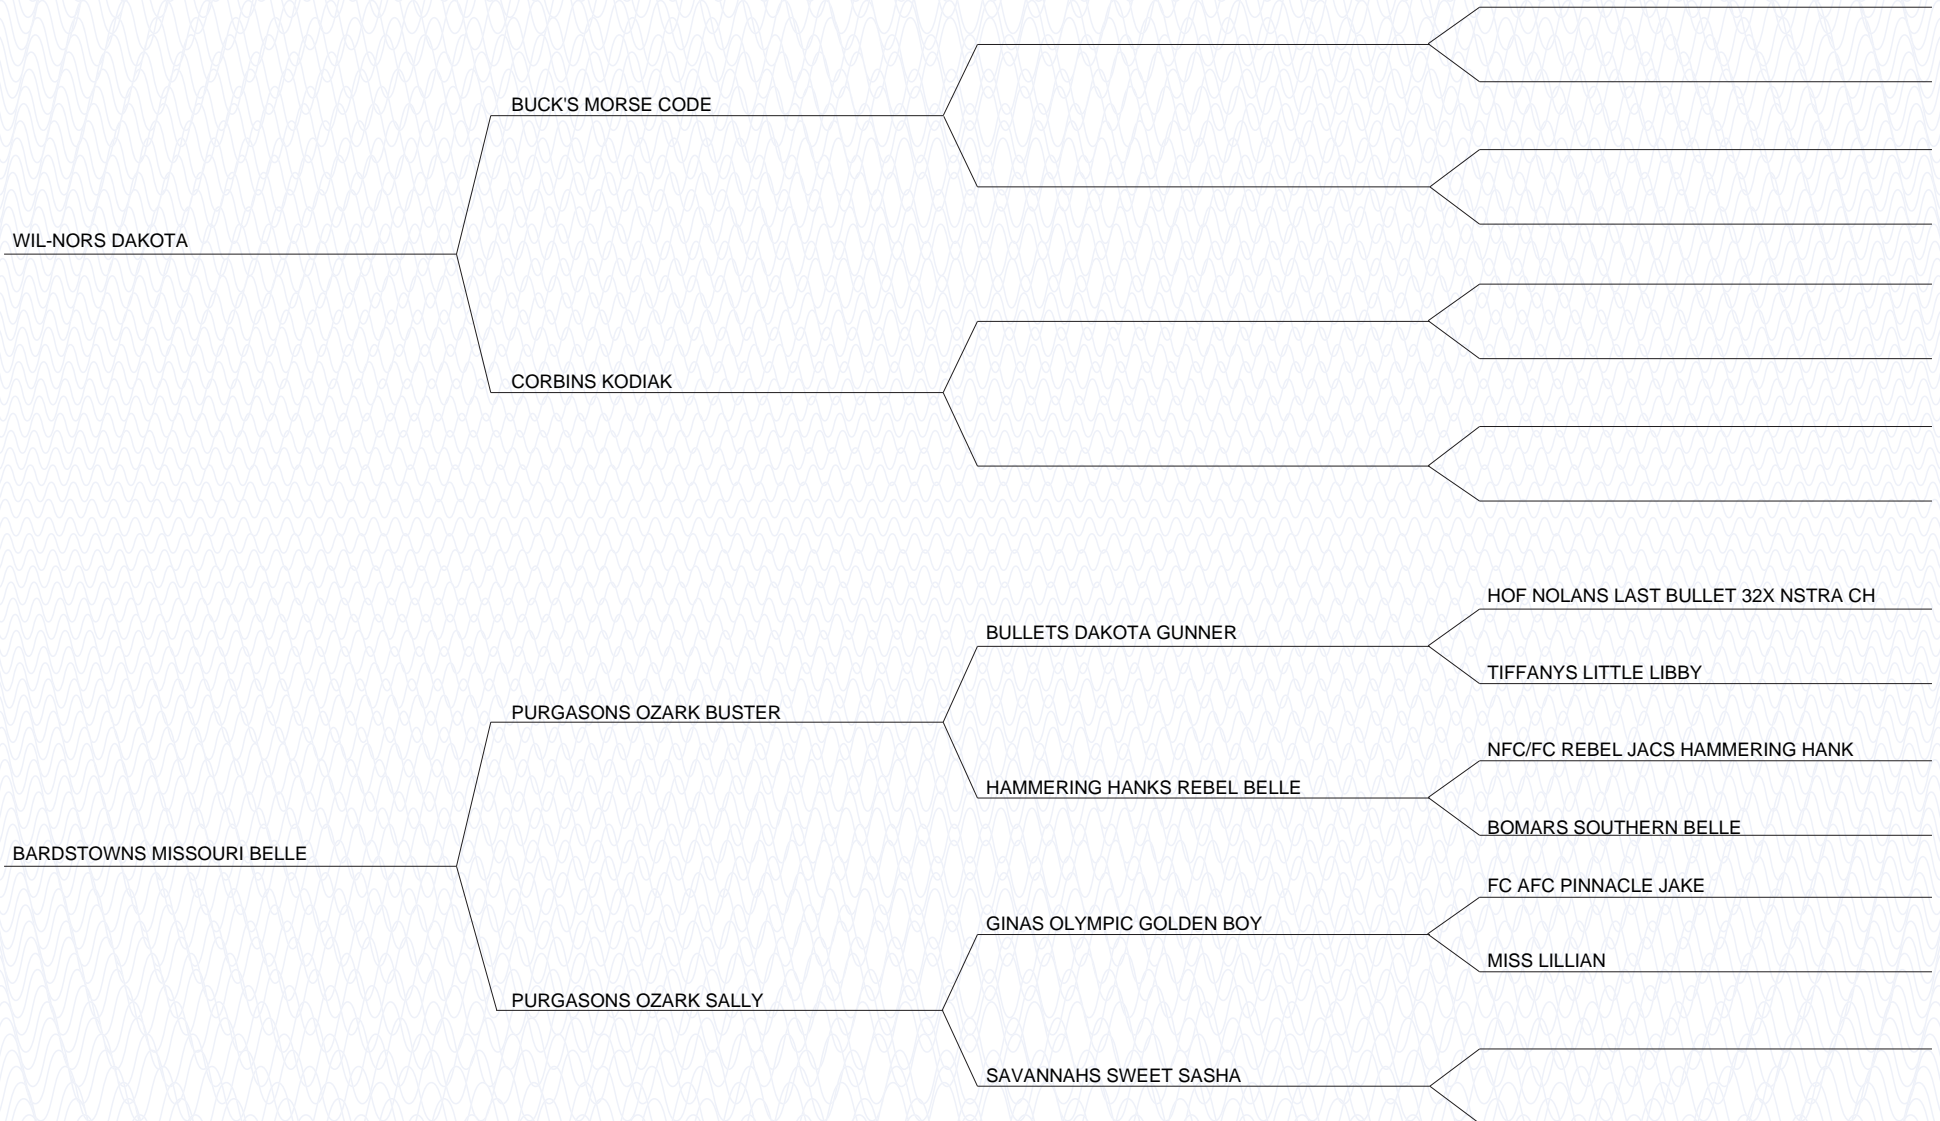 BUCK'S MORSE CODE
WIL-NORS DAKOTA
CORBINS KODIAK
HOF NOLANS LAST BULLET 32X NSTRA CH
BULLETS DAKOTA GUNNER
TIFFANYS LITTLE LIBBY
PURGASONS OZARK BUSTER
NFC/FC REBEL JACS HAMMERING HANK
HAMMERING HANKS REBEL BELLE
BOMARS SOUTHERN BELLE
BARDSTOWNS MISSOURI BELLE
FC AFC PINNACLE JAKE
GINAS OLYMPIC GOLDEN BOY
MISS LILLIAN
PURGASONS OZARK SALLY
SAVANNAHS SWEET SASHA